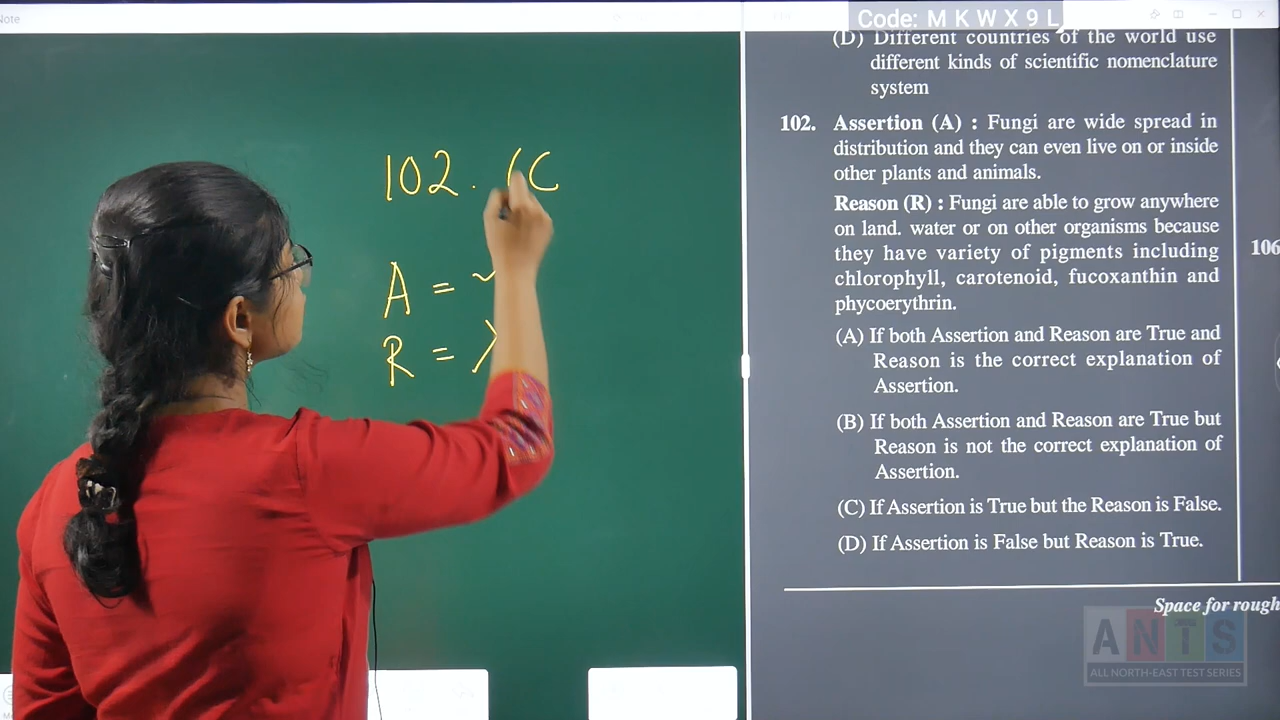 Note
Code: M K W X 9 L
102. (C
A =
R =
(D) Different countries of the world use
different kinds of scientific nomenclature
system
102. Assertion (A) : Fungi are wide spread in
distribution and they can even live on or inside
other plants and animals.
Reason (R) : Fungi are able to grow anywhere
on land. water or on other organisms because
they have variety of pigments including
chlorophyll, carotenoid, fucoxanthin and
phycoerythrin.
(A) If both Assertion and Reason are True and
Reason is the correct explanation of
Assertion.
(B) If both Assertion and Reason are True but
Reason is not the correct explanation of
Assertion.
(C) If Assertion is True but the Reason is False.
(D) If Assertion is False but Reason is True.
106
Space for rough
ANTS
ALL NORTH-EAST TEST SERIES